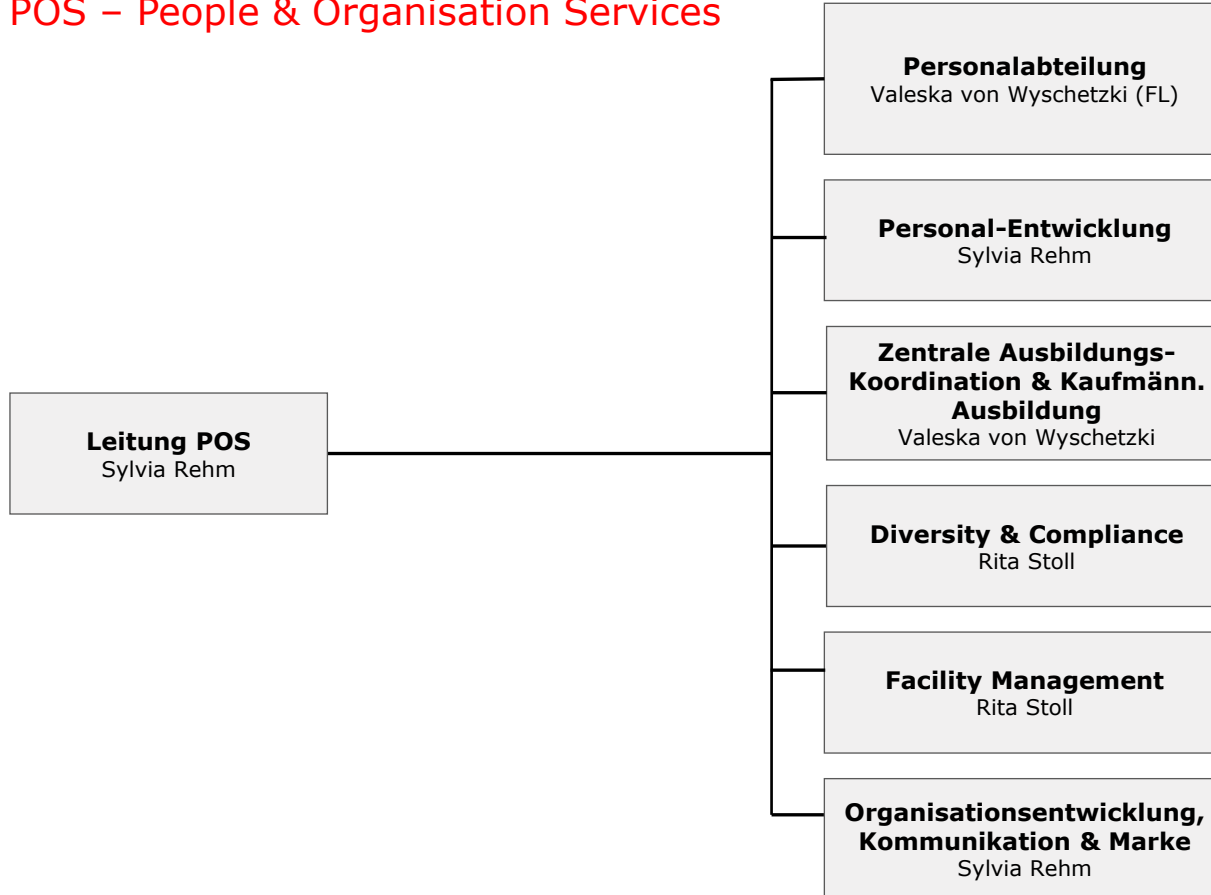 POS – People & Organisation Services
Personalabteilung
Valeska von Wyschetzki (FL)
Personal-Entwicklung
Sylvia Rehm
Zentrale Ausbildungs-
Koordination & Kaufmänn.
Ausbildung
Valeska von Wyschetzki
Leitung POS
Sylvia Rehm
Diversity & Compliance
Rita Stoll
Facility Management
Rita Stoll
Organisationsentwicklung,
Kommunikation & Marke
Sylvia Rehm